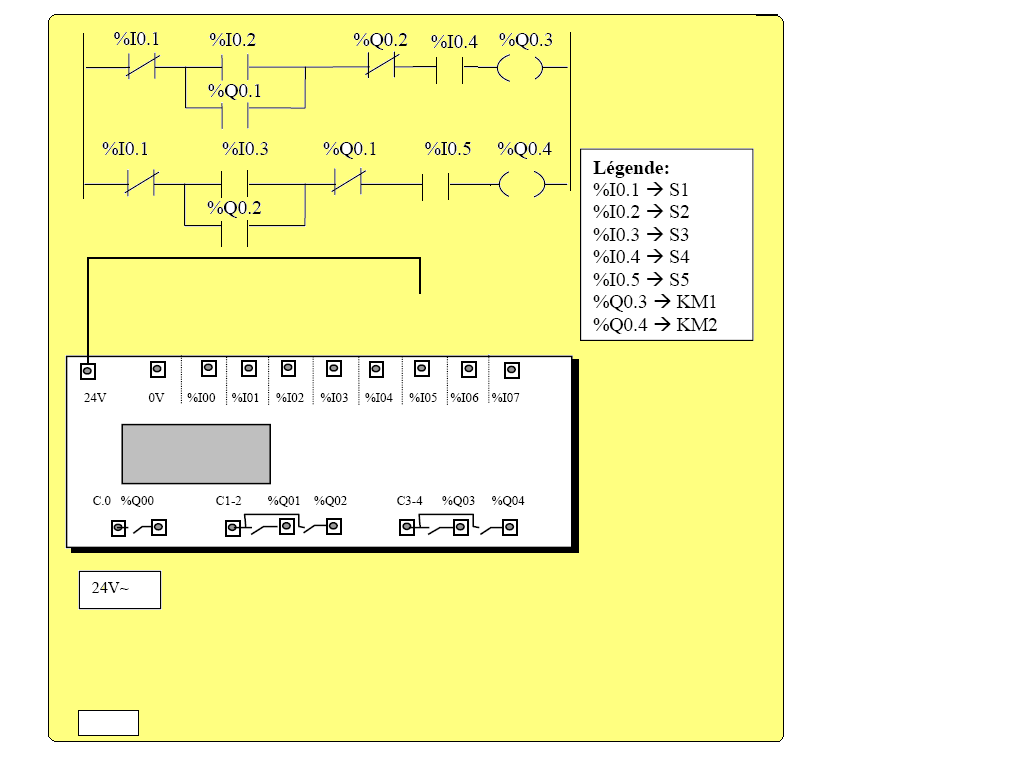 %I0.1 %I0.2 %Q0.2 %I0.4 %Q0.3
%Q0.1
%I0.1 %I0.3 %Q0.1 %I0.5 %Q0.4
%Q0.2
Légende:
%I0.1 → S1
%I0.2 → S2
%I0.3 → S3
%I0.4 → S4
%I0.5 → S5
%Q0.3 → KM1
%Q0.4 → KM2
24V 0V %I00 %I01 %I02 %I03 %I04 %I05 %I06 %I07
C.0 %Q00 C1-2 %Q01 %Q02 C3-4 %Q03 %Q04
24V~